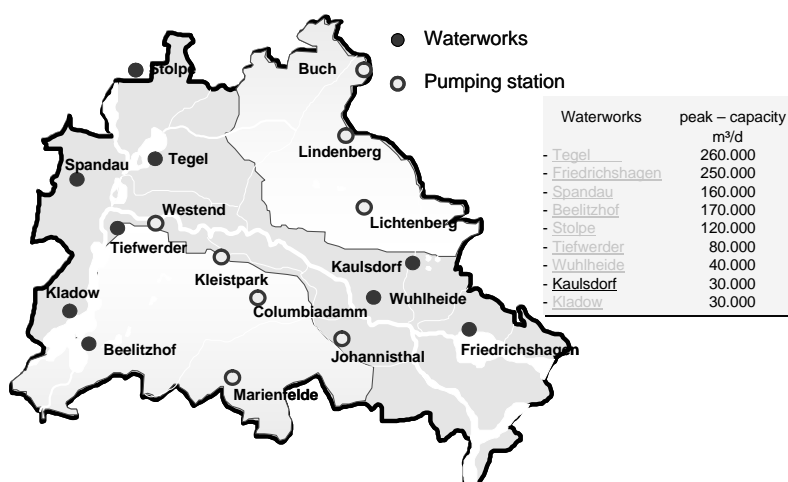 Waterworks
Stolpe
Buch
Pumping station
Waterworks peak – capacity
m³/d
- Tegel 260.000
- Friedrichshagen 250.000
- Spandau 160.000
- Beelitzhof 170.000
- Stolpe 120.000
- Tiefwerder 80.000
- Wuhlheide 40.000
- Kaulsdorf 30.000
- Kladow 30.000
Lindenberg
Tegel
Spandau
Westend
Lichtenberg
Tiefwerder
Kleistpark
Kaulsdorf
Kladow
Columbiadamm
Wuhlheide
Beelitzhof
Johannisthal
Friedrichshagen
Marienfelde